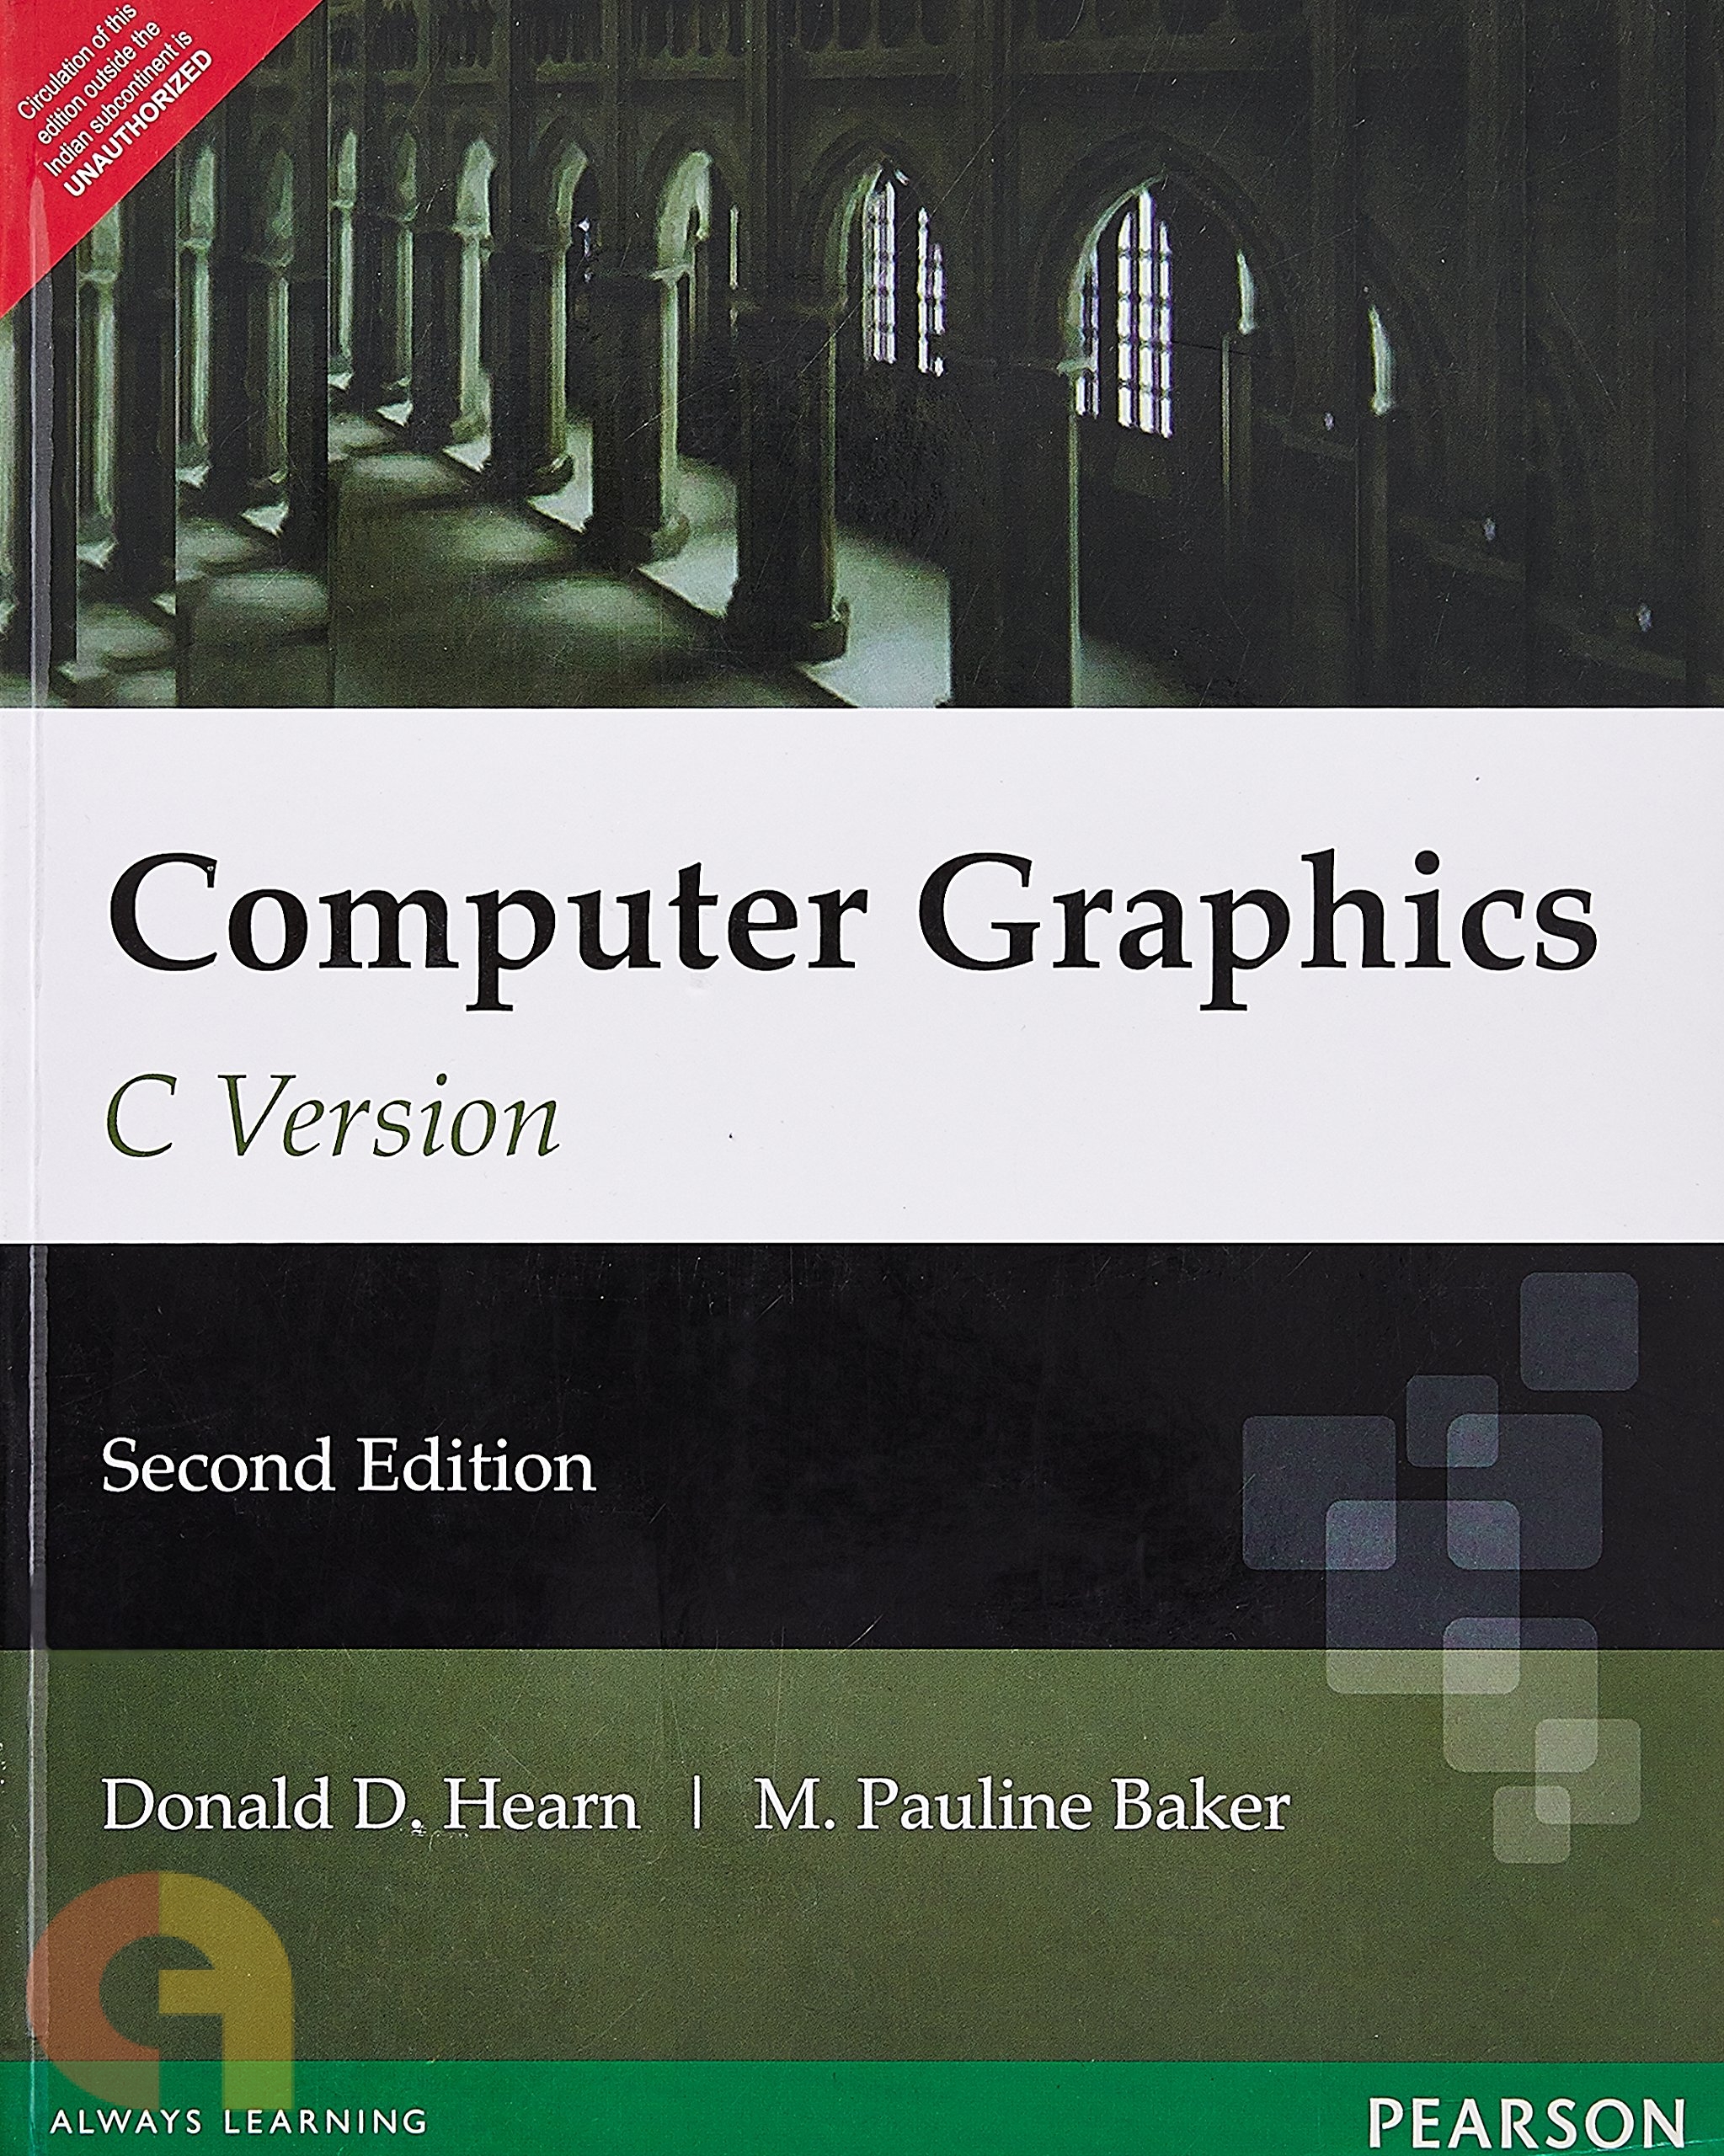 Circulation of this
edition outside the
Indian subcontinent is
UNAUTHORIZED
Computer Graphics
C Version
Second Edition
Donald D. Hearn | M. Pauline Baker
ALWAYS LEARNING
PEARSON